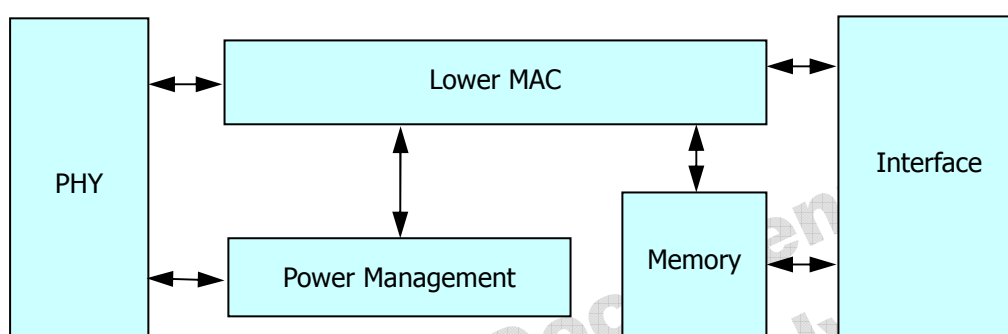 Lower MAC
PHY
Interface
Power Management
Memory